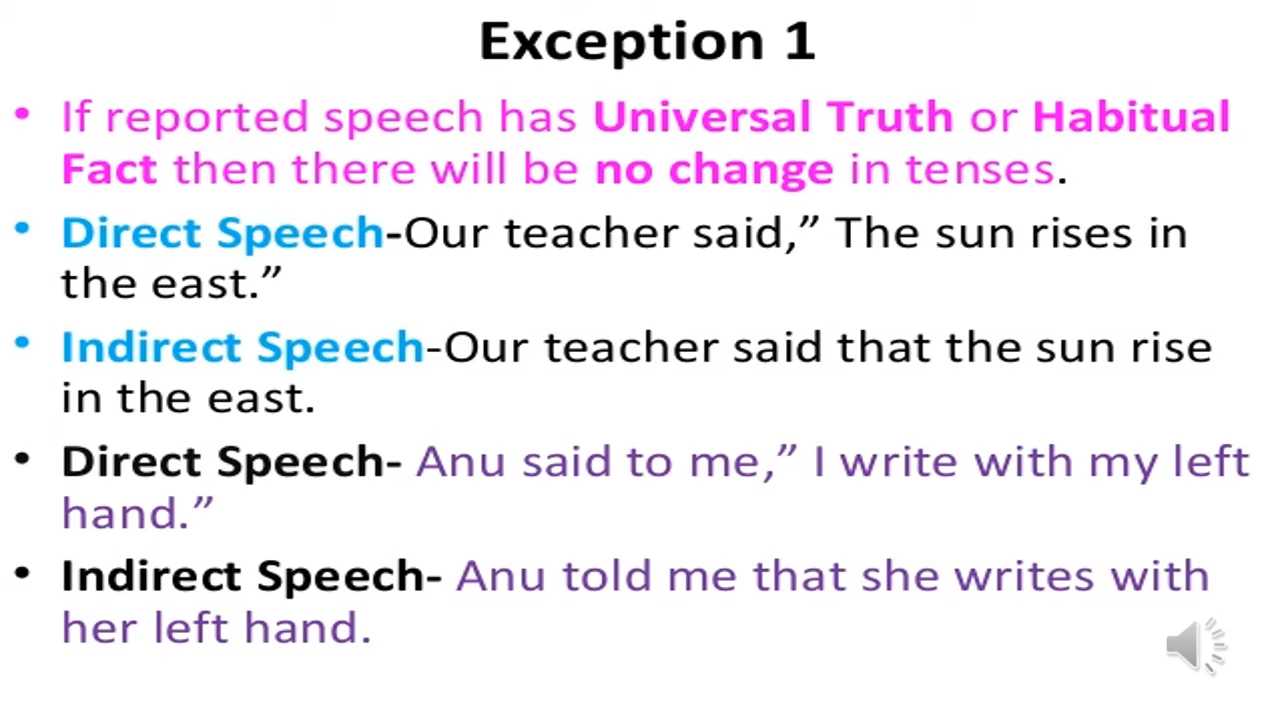 Exception 1
• If reported speech has Universal Truth or Habitual
Fact then there will be no change in tenses.
• Direct Speech-Our teacher said,” The sun rises in
the east.”
• Indirect Speech-Our teacher said that the sun rise
in the east.
• Direct Speech- Anu said to me,” I write with my left
hand.”
• Indirect Speech- Anu told me that she writes with
her left hand.